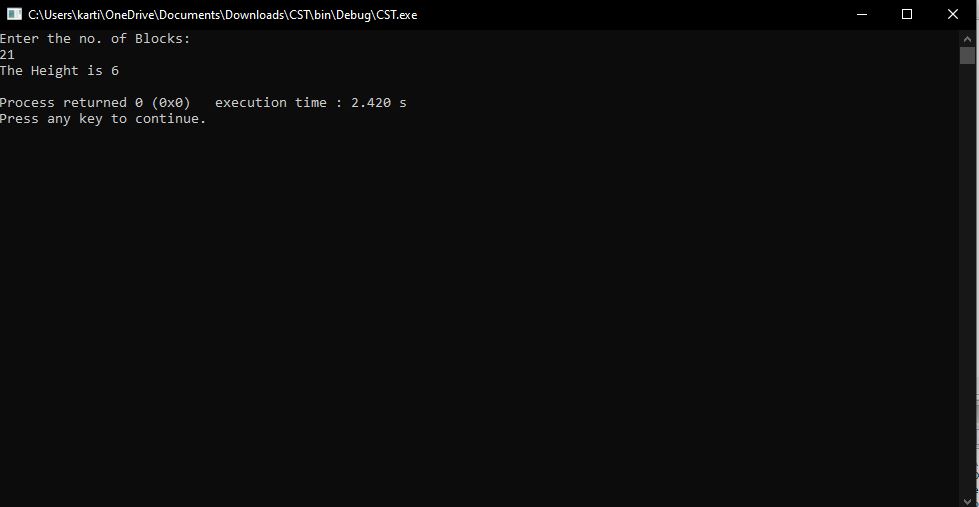 C:\Users\karti\OneDrive\Documents\Downloads\CST\bin\Debug\CST.exe
Enter the no. of Blocks:
21
The Height is 6
Process returned 0 (0x0)   execution time : 2.420 s
Press any key to continue.